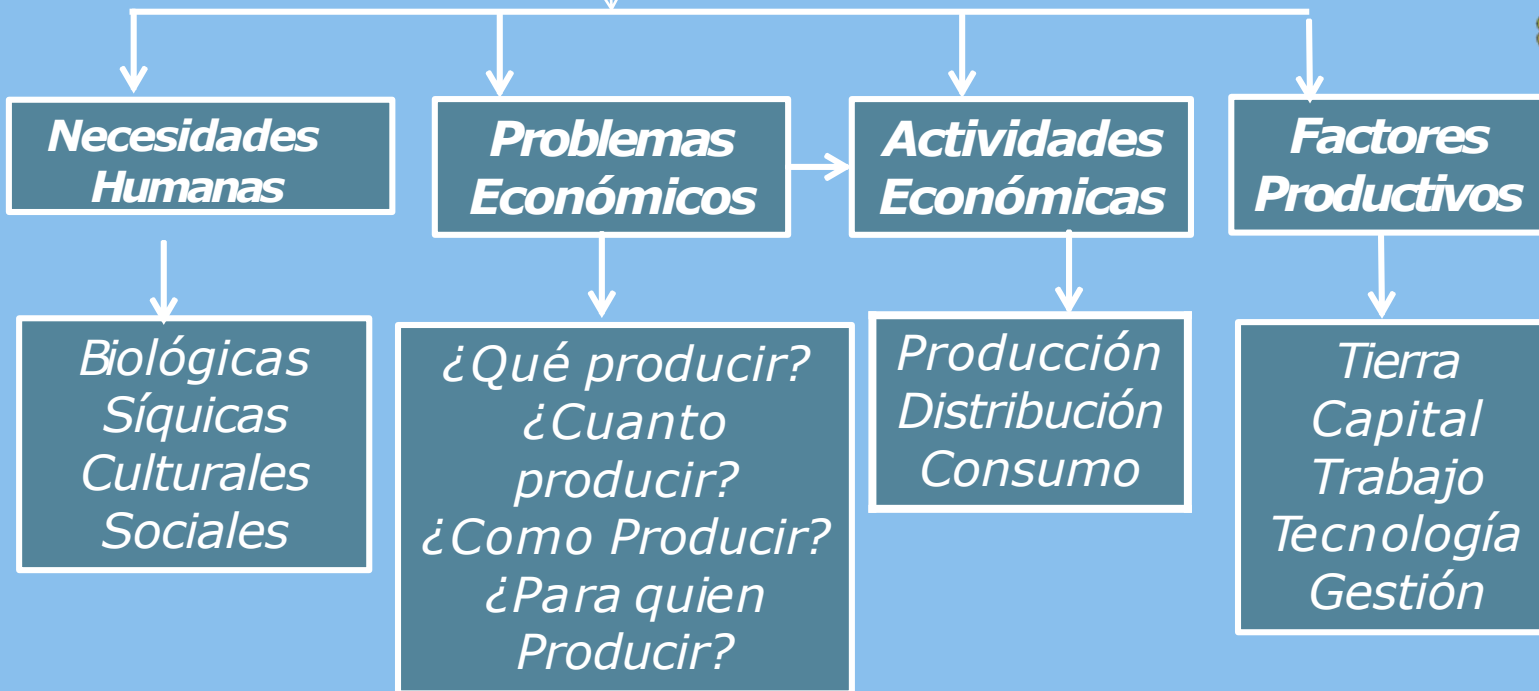 Necesidades
Humanas
Problemas
Económicos
Actividades
Económicas
Factores
Productivos
Biológicas
Síquicas
Culturales
Sociales
¿Qué producir?
¿Cuanto
producir?
¿Como Producir?
¿Para quien
Producir?
Producción
Distribución
Consumo
Tierra
Capital
Trabajo
Tecnología
Gestión